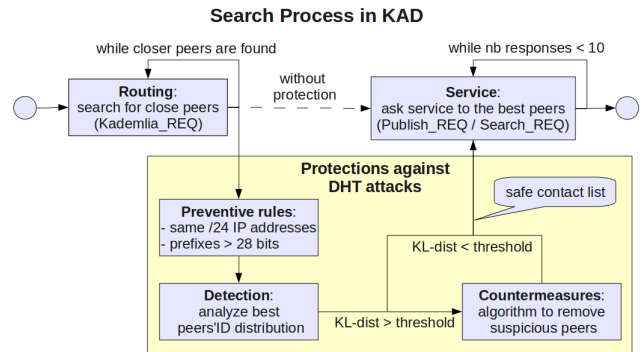 Search Process in KAD
while closer peers are found
while nb responses < 10
Routing:
search for close peers
(Kademlia_REQ)
without
protection
Service:
ask service to the best peers
(Publish_REQ / Search_REQ)
Protections against
DHT attacks
safe contact list
Preventive rules:
- same /24 IP addresses
- prefixes > 28 bits
KL-dist < threshold
Detection:
analyze best
peers'ID distribution
KL-dist > threshold
Countermeasures:
algorithm to remove
suspicious peers